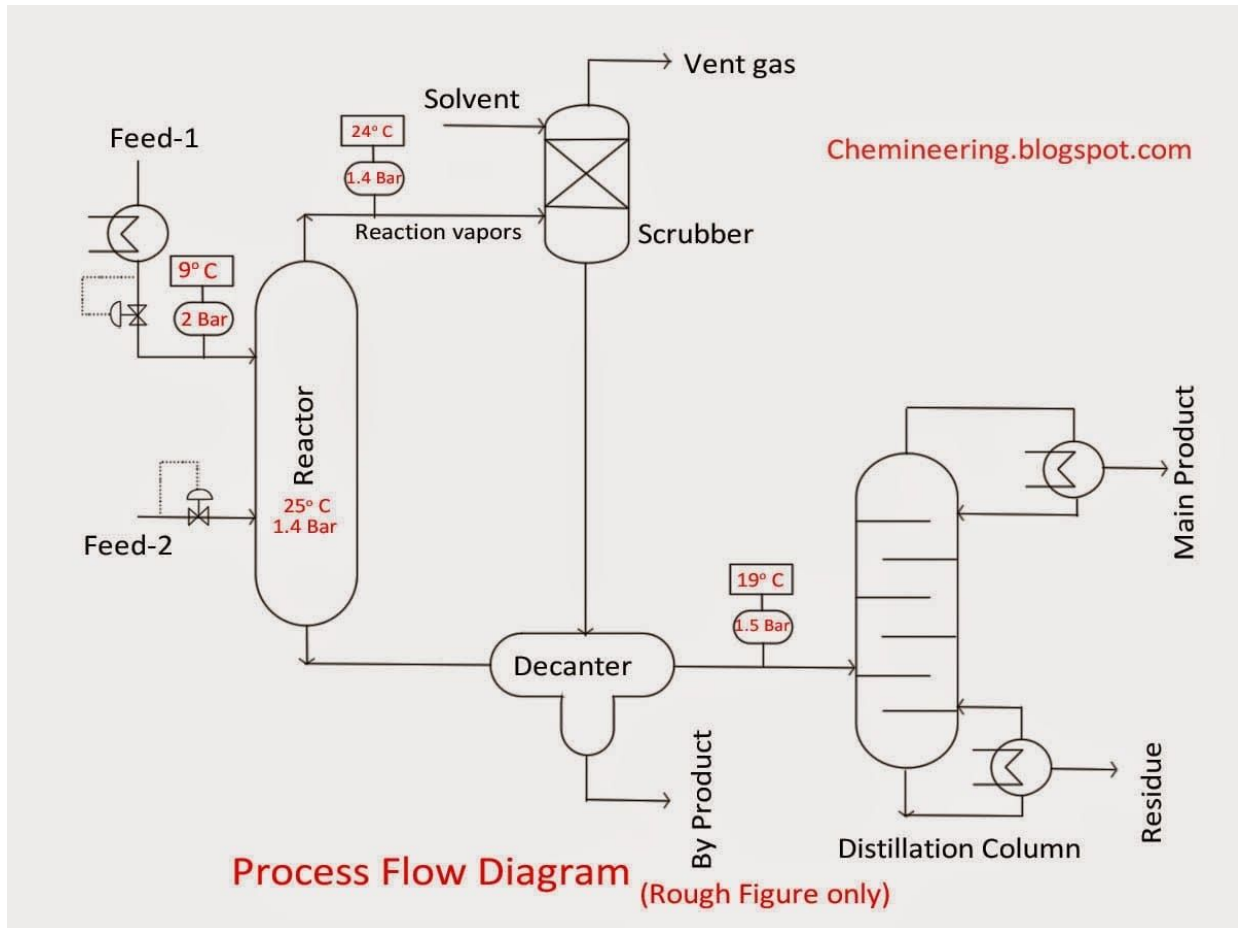 Vent gas
Solvent
24° C
Feed-1
1.4 Bar
Chemineering.blogspot.com
Reaction vapors
Scrubber
9° C
2 Bar
Reactor
25° C
1.4 Bar
Feed-2
Main Product
19° C
1.5 Bar
Decanter
By Product
Residue
Distillation Column
Process Flow Diagram
(Rough Figure only)